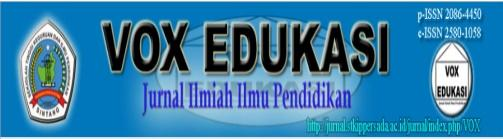 p-ISSN 2086-4450
e-ISSN 2580-1058
VOX EDUKASI
Jurnal Ilmiah Ilmu Pendidikan
VOX
EDUKASI
http://jurnal.stkippersada.ac.id/jurnal/index.php/VOX
SINTANG